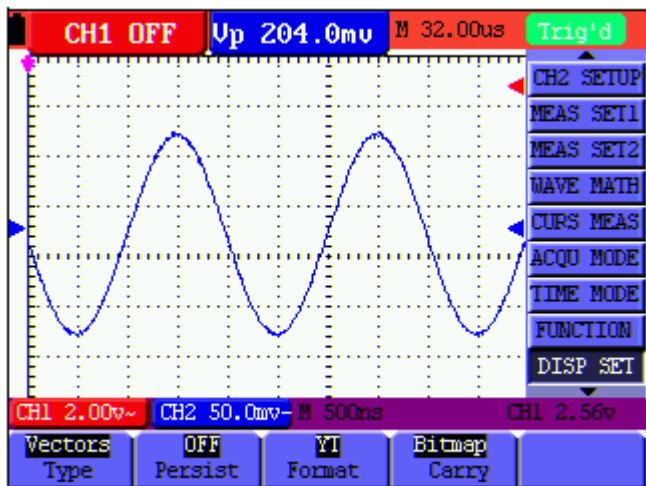 CH1 OFF Vp 204.0mv M 32.00us Trig'd
CH2 SETUP
MEAS SET1
MEAS SET2
WAVE MATH
CURS MEAS
ACQU MODE
TIME MODE
FUNCTION
DISP SET
CH1 2.00v~ CH2 50.0mv- M 500ns CH1 2.56v
Vectors OFF YT Bitmap
Type Persist Format Carry